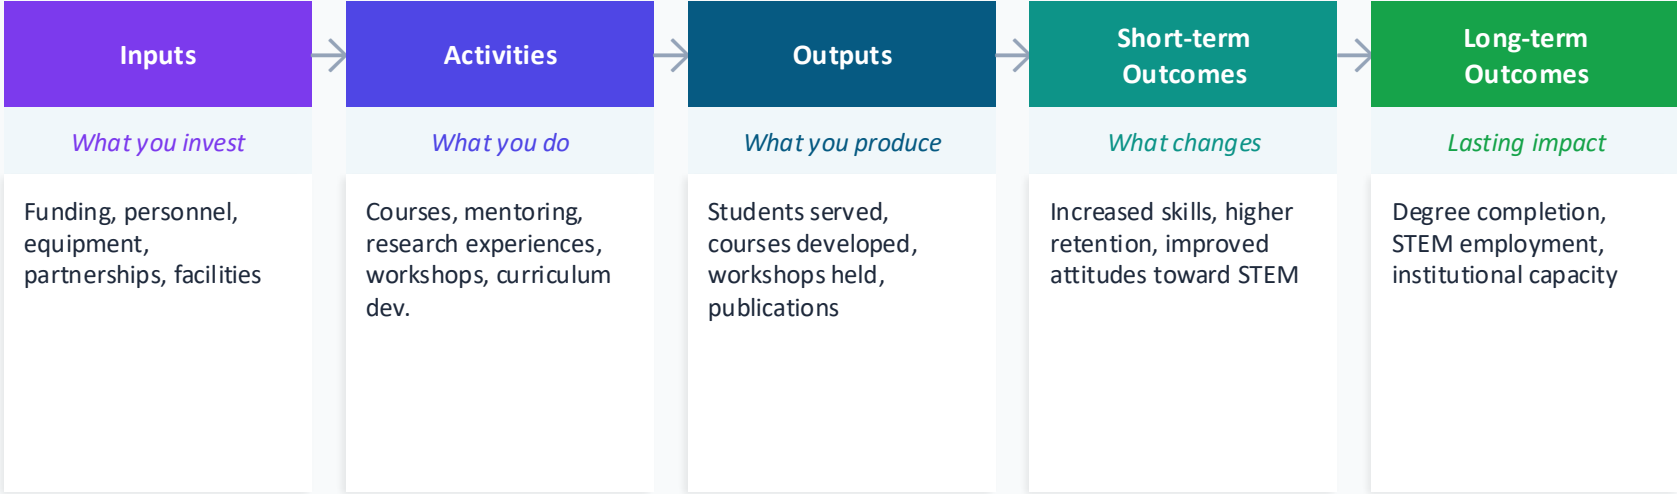 Inputs
Activities
Outputs
Short-term
Outcomes
Long-term
Outcomes
What you invest
What you do
What you produce
What changes
Lasting impact
Funding, personnel,
equipment,
partnerships, facilities
Courses, mentoring,
research experiences,
workshops, curriculum
dev.
Students served,
courses developed,
workshops held,
publications
Increased skills, higher
retention, improved
attitudes toward STEM
Degree completion,
STEM employment,
institutional capacity